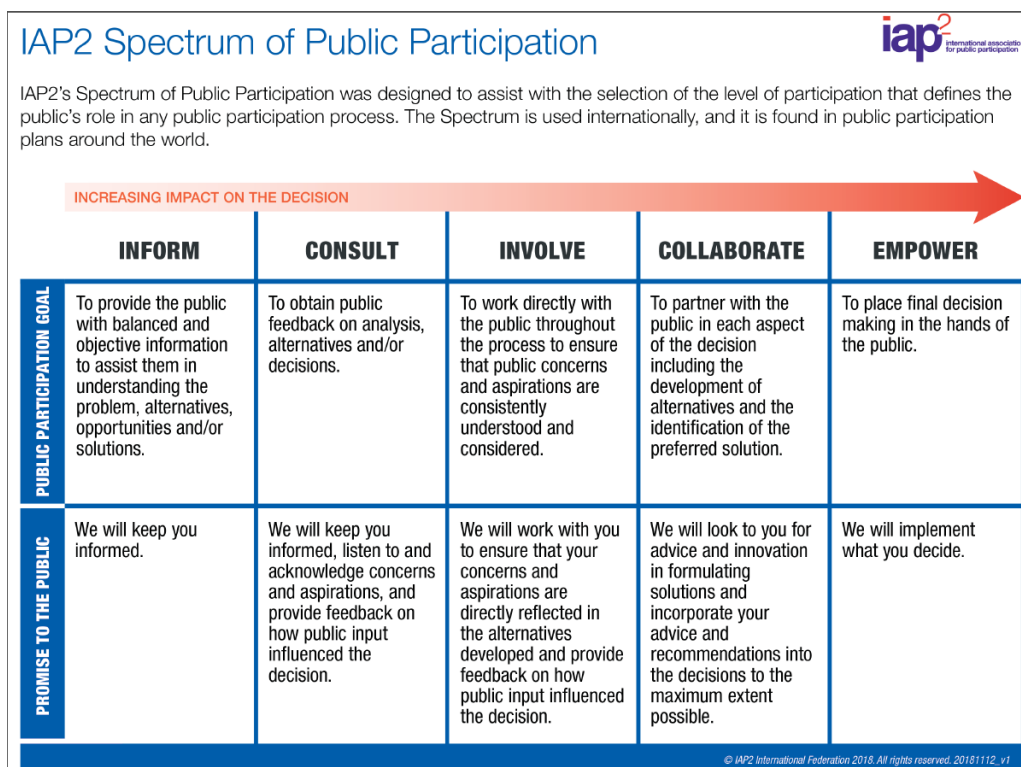 IAP2 Spectrum of Public Participation
iap2
international associatio
for public participation
IAP2's Spectrum of Public Participation was designed to assist with the selection of the level of participation that defines the
public's role in any public participation process. The Spectrum is used internationally, and it is found in public participation
plans around the world.
INCREASING IMPACT ON THE DECISION
INFORM
CONSULT
INVOLVE
COLLABORATE
EMPOWER
PUBLIC PARTICIPATION GOAL
To provide the public
with balanced and
objective information
to assist them in
understanding the
problem, alternatives,
opportunities and/or
solutions.
To obtain public
feedback on analysis,
alternatives and/or
decisions.
To work directly with
the public throughout
the process to ensure
that public concerns
and aspirations are
consistently
understood and
considered.
To partner with the
public in each aspect
of the decision
including the
development of
alternatives and the
identification of the
preferred solution.
To place final decision
making in the hands of
the public.
PROMISE TO THE PUBLIC
We will keep you
informed.
We will keep you
informed, listen to and
acknowledge concerns
and aspirations, and
provide feedback on
how public input
influenced the
decision.
We will work with you
to ensure that your
concerns and
aspirations are
directly reflected in
the alternatives
developed and provide
feedback on how
public input influenced
the decision.
We will look to you for
advice and innovation
in formulating
solutions and
incorporate your
advice and
recommendations into
the decisions to the
maximum extent
possible.
We will implement
what you decide.
© IAP2 International Federation 2018. All rights reserved. 20181112_v1